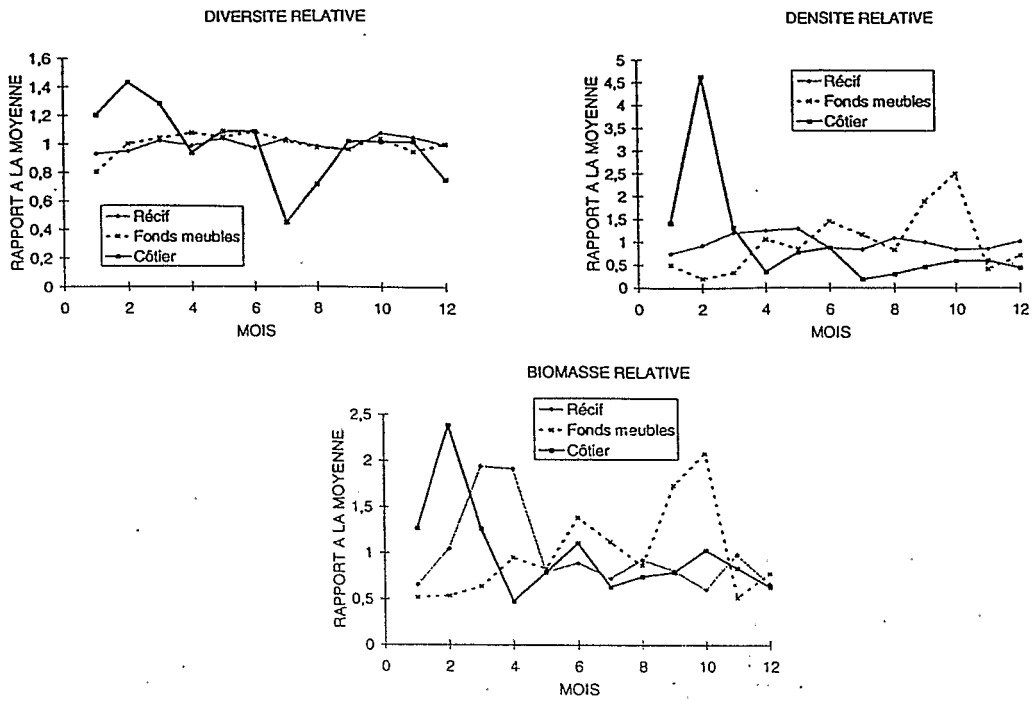 DIVERSITE RELATIVE
RAPPORT A LA MOYENNE
1,6
1,4
1,2
1
0,8
0,6
0,4
0,2
0
Récif
Fonds meubles
Côtier
0 2 4 6 8 10 12
MOIS
DENSITE RELATIVE
RAPPORT A LA MOYENNE
5
4,5
4
3,5
3
2,5
2
1,5
1
0,5
0
Récif
Fonds meubles
Côtier
0 2 4 6 8 10 12
MOIS
BIOMASSE RELATIVE
RAPPORT A LA MOYENNE
2,5
2
1,5
1
0,5
0
Récif
Fonds meubles
Côtier
0 2 4 6 8 10 12
MOIS